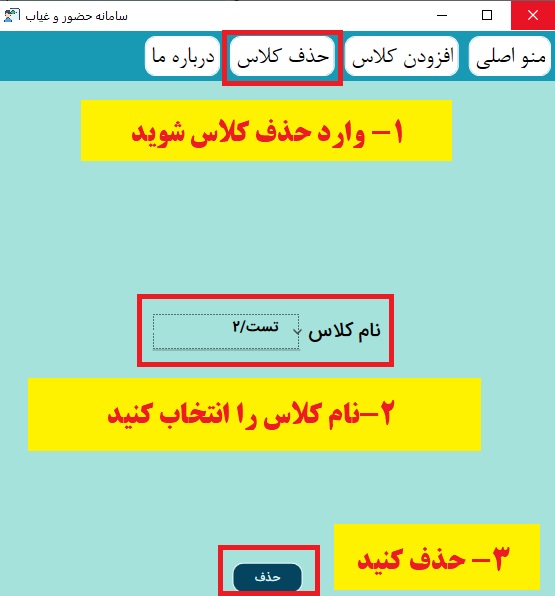 سامانه حضور و غیاب
منو اصلی افزودن کلاس حذف کلاس درباره ما
۱- وارد حذف کلاس شوید
نام کلاس تست/۲
۲-نام کلاس را انتخاب کنید
۳- حذف کنید
حذف